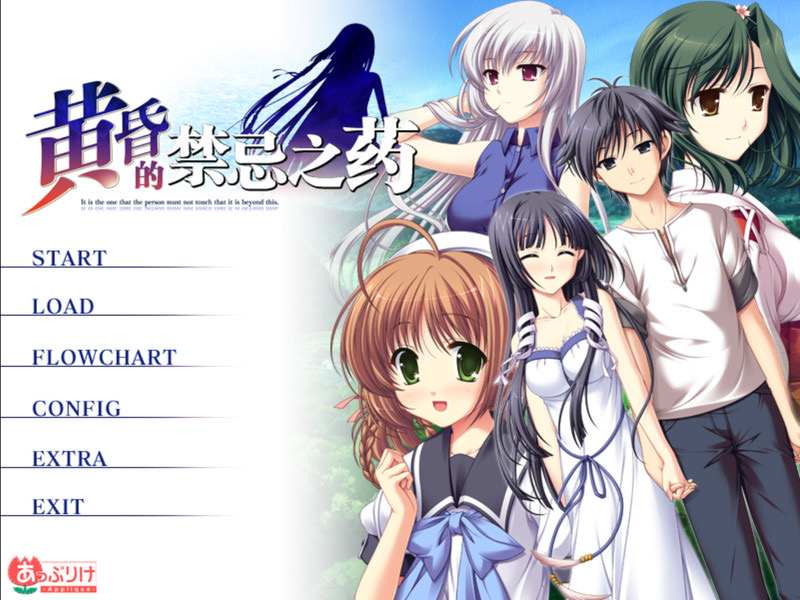 黄昏的禁忌之药
It is the one that the person must not touch that it is beyond this.
START
LOAD
FLOWCHART
CONFIG
EXTRA
EXIT
あっぷりけ
-Applique-